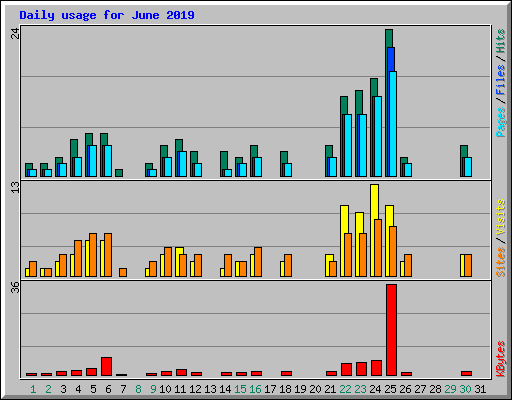 Daily usage for June 2019
24
Pages / Files / Hits
13
Sites / Visits
36
KBytes
1 2 3 4 5 6 7 8 9 10 11 12 13 14 15 16 17 18 19 20 21 22 23 24 25 26 27 28 29 30 31